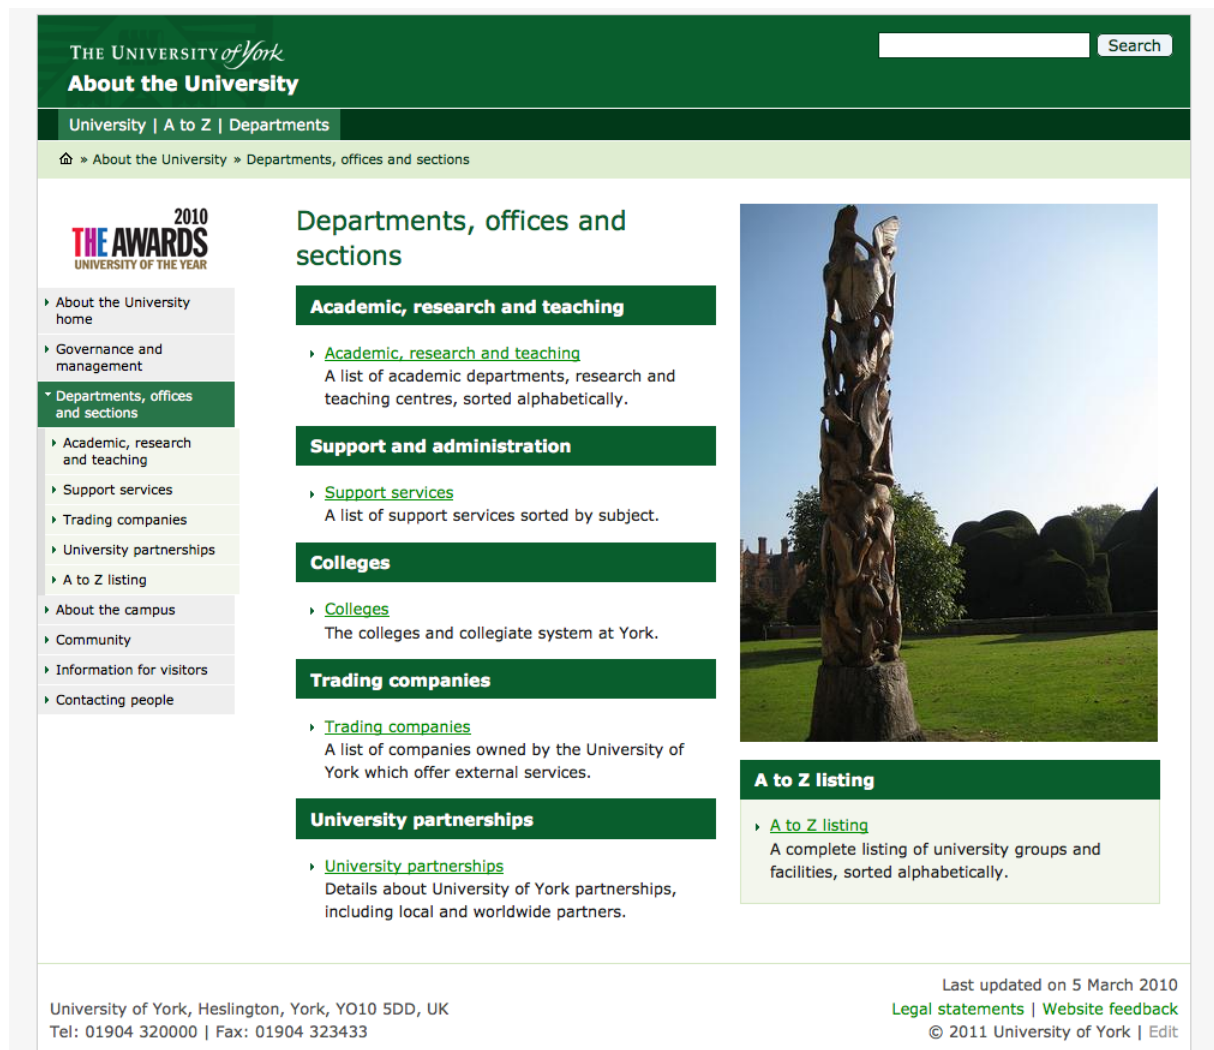 THE UNIVERSITY of York
About the University
Search
University | A to Z | Departments
» About the University » Departments, offices and sections
2010
THE AWARDS
UNIVERSITY OF THE YEAR
About the University
home
Governance and
management
Departments, offices
and sections
Academic, research
and teaching
Support services
Trading companies
University partnerships
A to Z listing
About the campus
Community
Information for visitors
Contacting people
Departments, offices and
sections
Academic, research and teaching
Academic, research and teaching
A list of academic departments, research and
teaching centres, sorted alphabetically.
Support and administration
Support services
A list of support services sorted by subject.
Colleges
Colleges
The colleges and collegiate system at York.
Trading companies
Trading companies
A list of companies owned by the University of
York which offer external services.
University partnerships
University partnerships
Details about University of York partnerships,
including local and worldwide partners.
A to Z listing
A to Z listing
A complete listing of university groups and
facilities, sorted alphabetically.
University of York, Heslington, York, YO10 5DD, UK
Tel: 01904 320000 | Fax: 01904 323433
Last updated on 5 March 2010
Legal statements | Website feedback
© 2011 University of York | Edit